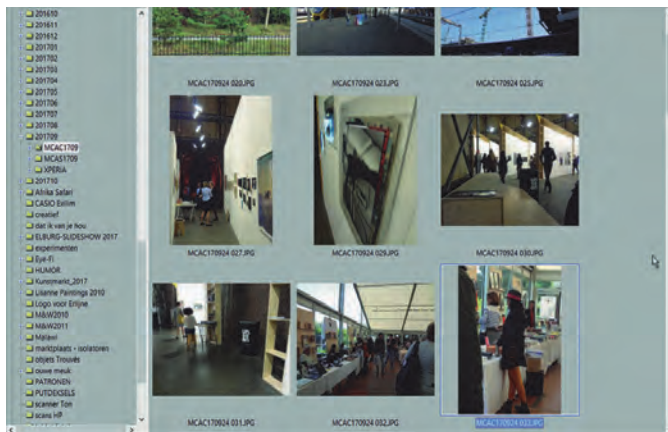 201610
201611
201612
201701
201702
201703
201704
201705
201706
201707
201708
201709
MCAC1709
MCAS1709
XPERIA
201710
Afrika Safari
CASIO Exilim
creatief
dat ik van je hou
ELBURG-SLIDESHOW 2017
experimenten
Eye-Fi
HUMOR
Kunstmarkt_2017
Lisanne Paintings 2010
Logo voor Erlijne
M&W2010
M&W2011
Malawi
marktplaats - isolatoren
objets Trouvés
ouwe meuk
PATRONEN
PUTDEKSELS
scanner Ton
scans HP
MCAC170924 020.JPG
MCAC170924 023.JPG
MCAC170924 025.JPG
MCAC170924 027.JPG
MCAC170924 029.JPG
MCAC170924 030.JPG
MCAC170924 031.JPG
MCAC170924 032.JPG
MCAC170924 033.JPG